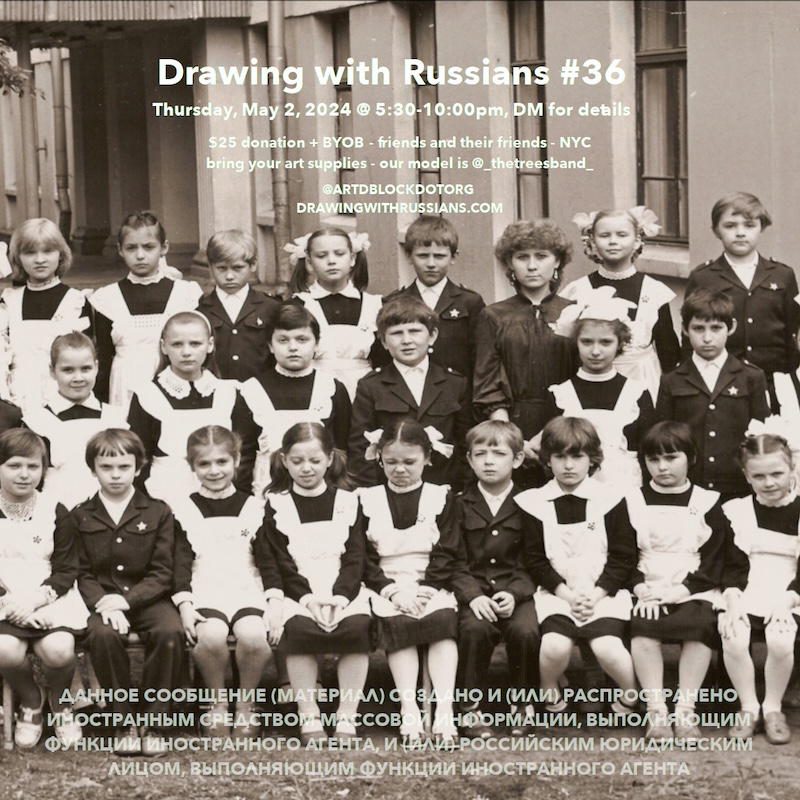 Drawing with Russians #36
Thursday, May 2, 2024 @ 5:30-10:00pm, DM for details
$25 donation + BYOB - friends and their friends - NYC
bring your art supplies - our model is @_thetreesband_
@ARTDBLOCKDOTORG
DRAWINGWITHRUSSIANS.COM
ДАННОЕ СООБЩЕНИЕ (МАТЕРИАЛ) СОЗДАНО И (ИЛИ) РАСПРОСТРАНЕНО
ИНОСТРАННЫМ СРЕДСТВОМ МАССОВОЙ ИНФОРМАЦИИ, ВЫПОЛНЯЮЩИМ
ФУНКЦИИ ИНОСТРАННОГО АГЕНТА, И (ИЛИ) РОССИЙСКИМ ЮРИДИЧЕСКИМ
ЛИЦОМ, ВЫПОЛНЯЮЩИМ ФУНКЦИИ ИНОСТРАННОГО АГЕНТА